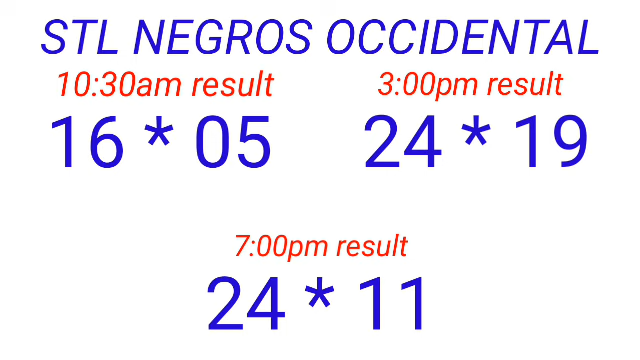 STL NEGROS OCCIDENTAL
10:30am result
16 * 05
3:00pm result
24 * 19
7:00pm result
24 * 11